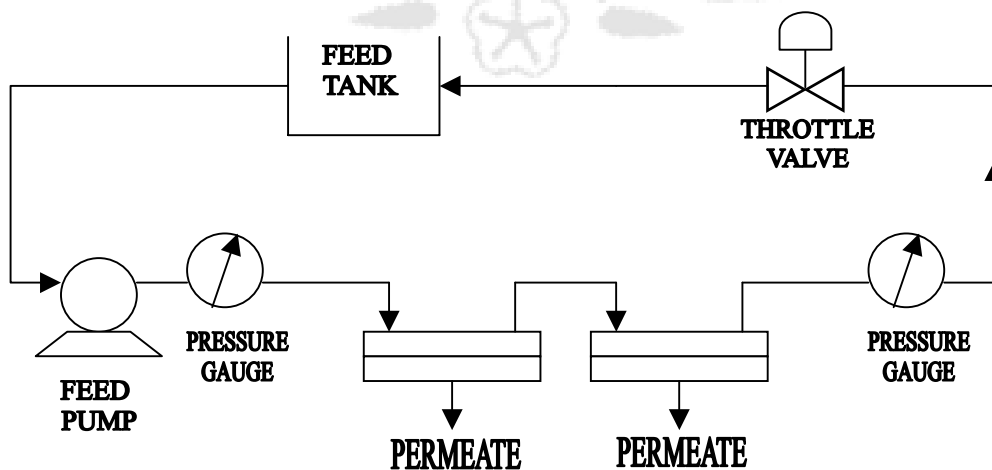 FEED
TANK
THROTTLE
VALVE
PRESSURE
GAUGE
PRESSURE
GAUGE
FEED
PUMP
PERMEATE
PERMEATE